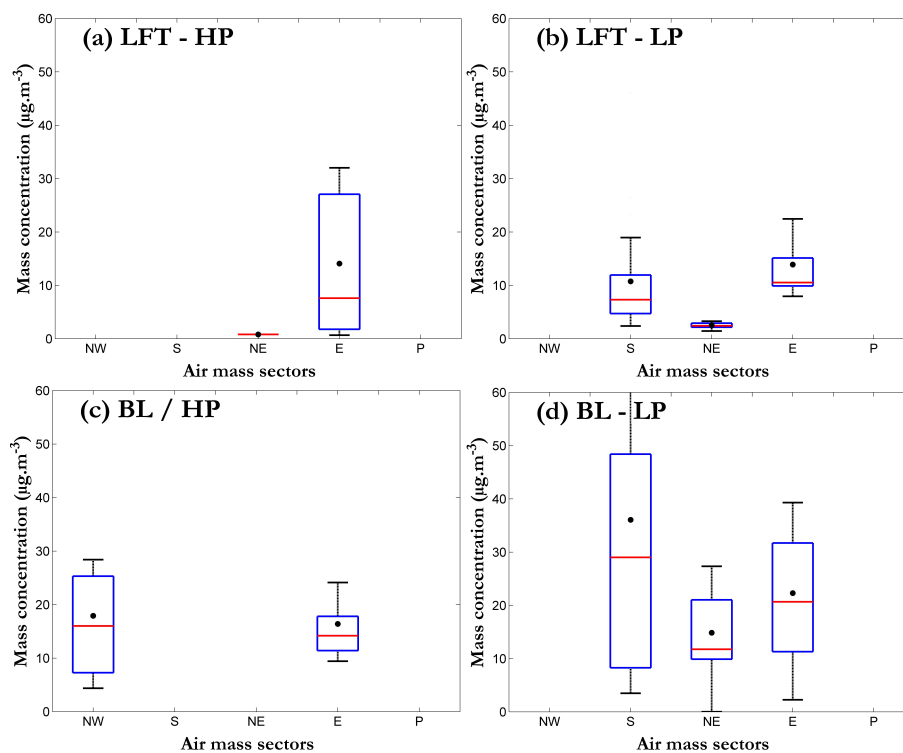 (a) LFT - HP
Mass concentration (μg.m-3)
60
50
40
30
20
10
0
NW S NE E P
Air mass sectors
(b) LFT - LP
Mass concentration (μg.m-3)
60
50
40
30
20
10
0
NW S NE E P
Air mass sectors
(c) BL / HP
Mass concentration (μg.m-3)
60
50
40
30
20
10
0
NW S NE E P
Air mass sectors
(d) BL - LP
Mass concentration (μg.m-3)
60
50
40
30
20
10
0
NW S NE E P
Air mass sectors